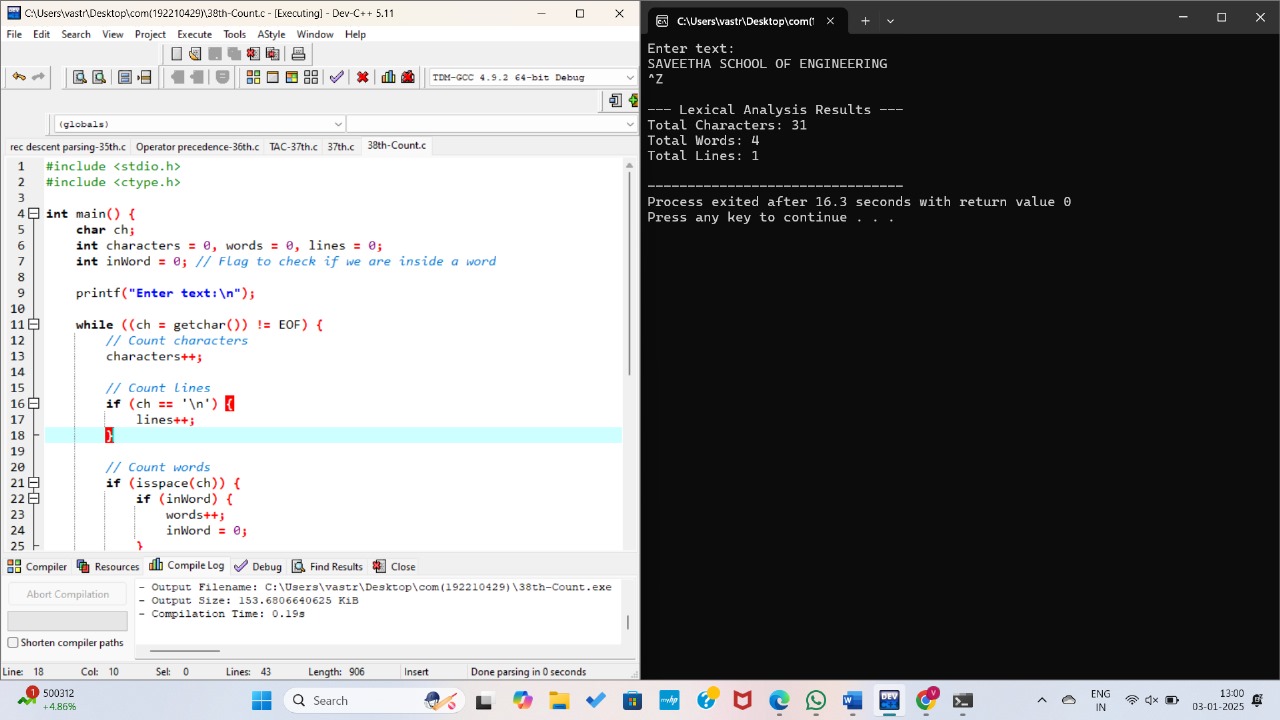 C:\Users\vastr\Desktop\com(192210429)\38th-Count.c - [Executing] - Dev-C++ 5.11
File Edit Search View Project Execute Tools AStyle Window Help
TDM-GCC 4.9.2 64-bit Debug
(globals)
rec descent parsing-35th.c Operator precedence-36th.c TAC-37th.c 37th.c 38th-Count.c
1 #include <stdio.h>
2 #include <ctype.h>
3
4 int main() {
5 char ch;
6 int characters = 0, words = 0, lines = 0;
7 int inWord = 0; // Flag to check if we are inside a word
8
9 printf("Enter text:\n");
10
11 while ((ch = getchar()) != EOF) {
12 // Count characters
13 characters++;
14
15 // Count lines
16 if (ch == '\n') {
17 lines++;
18 }
19
20 // Count words
21 if (isspace(ch)) {
22 if (inWord) {
23 words++;
24 inWord = 0;
25 }
Compiler Resources Compile Log Debug Find Results Close
Abort Compilation
Shorten compiler paths
- Output Filename: C:\Users\vastr\Desktop\com(192210429)\38th-Count.exe
- Output Size: 153.6806640625 KiB
- Compilation Time: 0.19s
Line: 18 Col: 10 Sel: 0 Lines: 43 Length: 906 Insert Done parsing in 0 seconds
C:\Users\vastr\Desktop\com('
Enter text:
SAVEETHA SCHOOL OF ENGINEERING
^Z
--- Lexical Analysis Results ---
Total Characters: 31
Total Words: 4
Total Lines: 1
--------------------------------
Process exited after 16.3 seconds with return value 0
Press any key to continue . . .
1
500312
+4.86%
Search
DEV
V
ENG
IN
13:00
03-01-2025